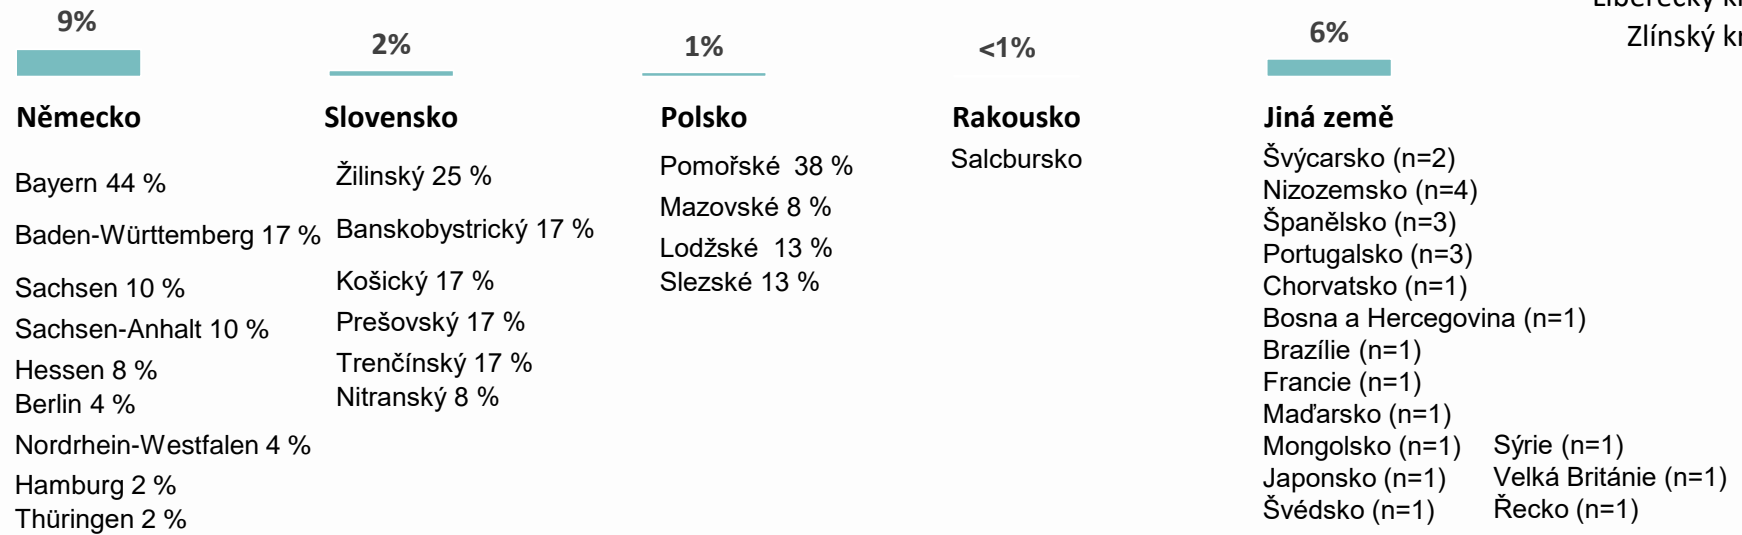 9%
2%
1%
<1%
6%
Zlínský
Německo
Slovensko
Polsko
Rakousko
Jiná země
Bayern 44 %
Baden-Württemberg 17 %
Sachsen 10 %
Sachsen-Anhalt 10 %
Hessen 8 %
Berlin 4 %
Nordrhein-Westfalen 4 %
Hamburg 2 %
Thüringen 2 %
Žilinský 25 %
Banskobystrický 17 %
Košický 17 %
Prešovský 17 %
Trenčínský 17 %
Nitranský 8 %
Pomořské 38 %
Mazovské 8 %
Lodžské 13 %
Slezské 13 %
Salcbursko
Švýcarsko (n=2)
Nizozemsko (n=4)
Španělsko (n=3)
Portugalsko (n=3)
Chorvatsko (n=1)
Bosna a Hercegovina (n=1)
Brazílie (n=1)
Francie (n=1)
Maďarsko (n=1)
Mongolsko (n=1)
Japonsko (n=1)
Švédsko (n=1)
Sýrie (n=1)
Velká Británie (n=1)
Řecko (n=1)